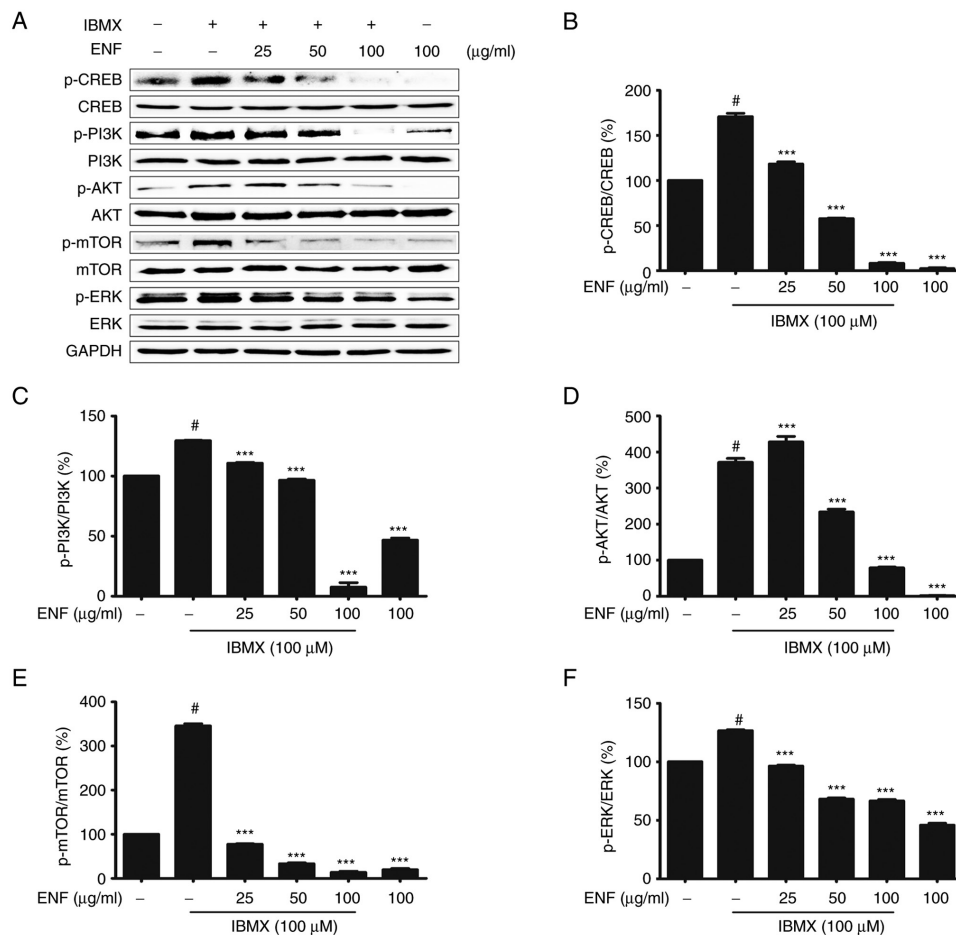 A
IBMX – + + + + –
ENF – – 25 50 100 100 (μg/ml)
p-CREB
CREB
p-PI3K
PI3K
p-AKT
AKT
p-mTOR
mTOR
p-ERK
ERK
GAPDH
B
p-CREB/CREB (%)
200
150
100
50
0
#
***
***
***
***
ENF (μg/ml) – – 25 50 100 100
IBMX (100 μM)
C
p-PI3K/PI3K (%)
150
100
50
0
#
***
***
***
***
ENF (μg/ml) – – 25 50 100 100
IBMX (100 μM)
D
p-AKT/AKT (%)
500
400
300
200
100
0
#
***
***
***
***
ENF (μg/ml) – – 25 50 100 100
IBMX (100 μM)
E
p-mTOR/mTOR (%)
400
300
200
100
0
#
***
***
***
***
ENF (μg/ml) – – 25 50 100 100
IBMX (100 μM)
F
p-ERK/ERK (%)
150
100
50
0
#
***
***
***
***
ENF (μg/ml) – – 25 50 100 100
IBMX (100 μM)